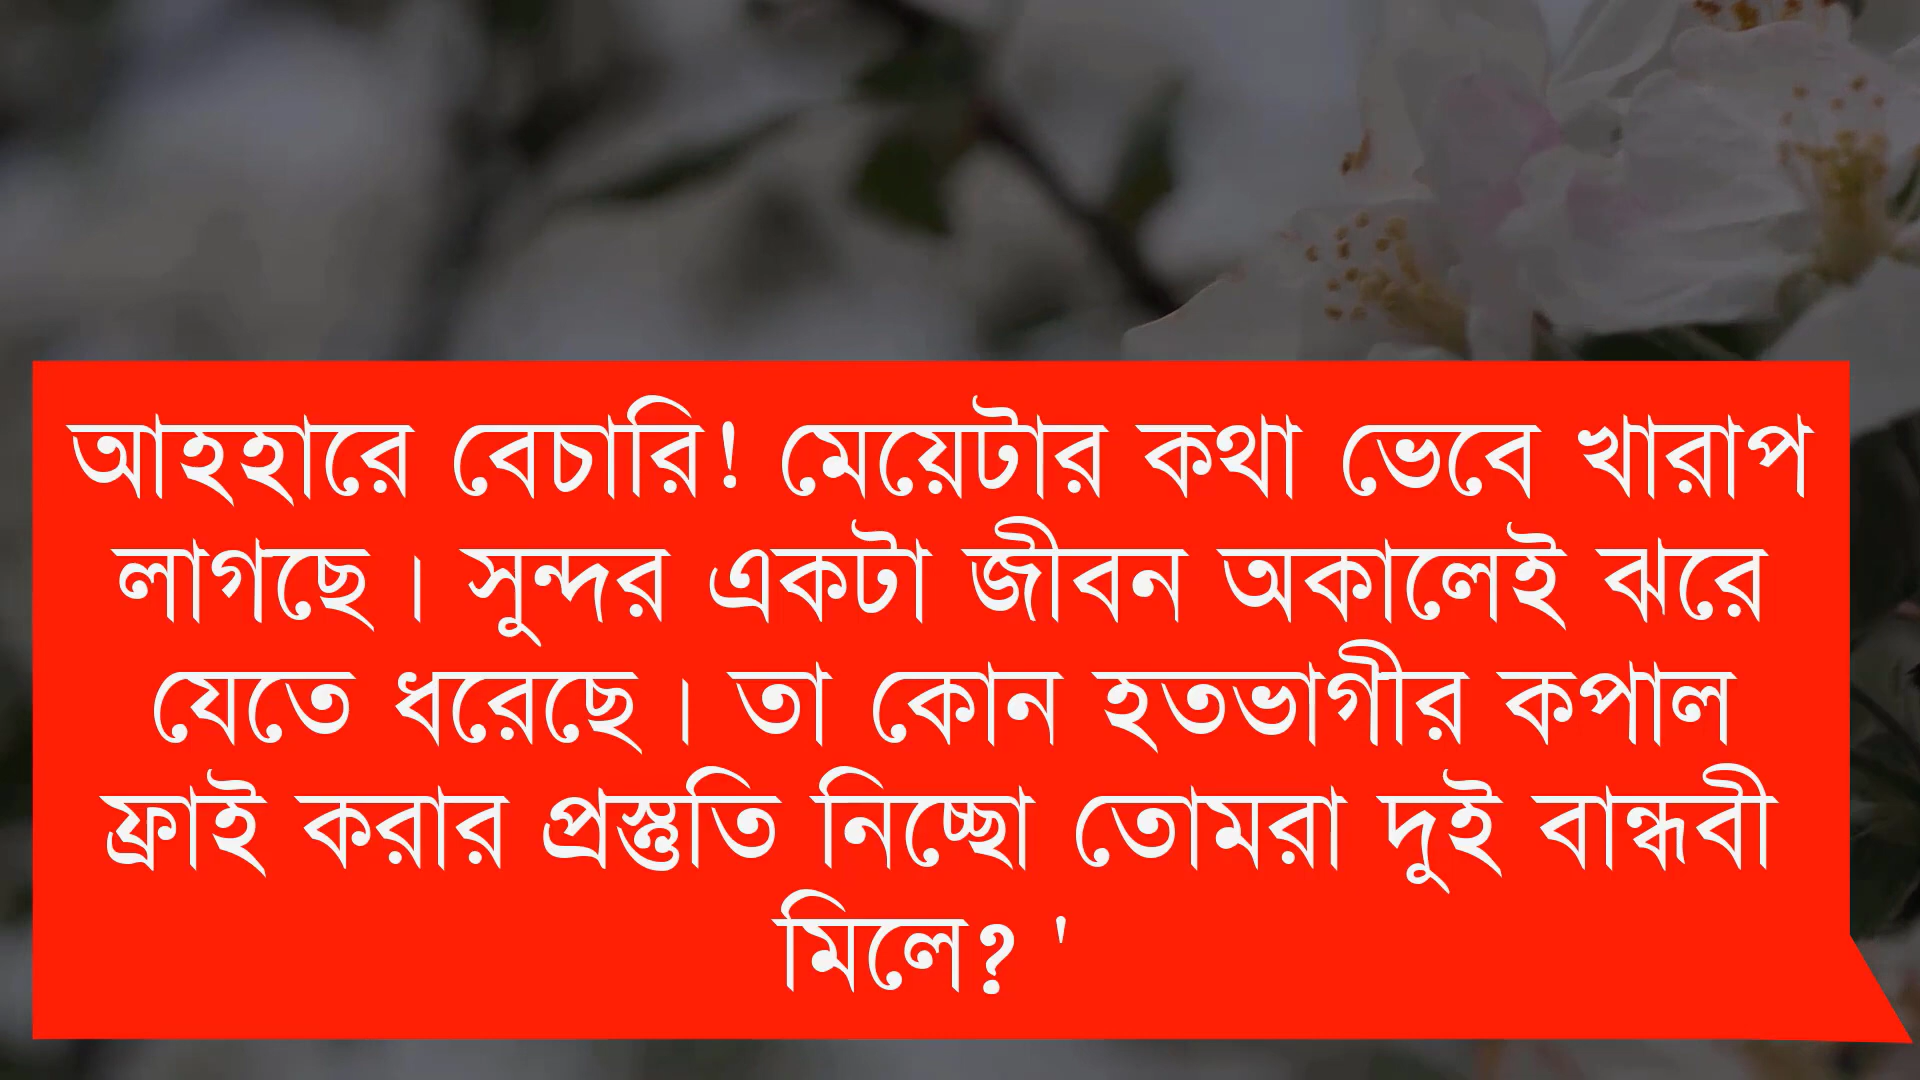 আহহারে বেচারি! মেয়েটার কথা ভেবে খারাপ
লাগছে। সুন্দর একটা জীবন অকালেই ঝরে
যেতে ধরেছে। তা কোন হতভাগীর কপাল
ফ্রাই করার প্রস্তুতি নিচ্ছো তোমরা দুই বান্ধবী
মিলে? '